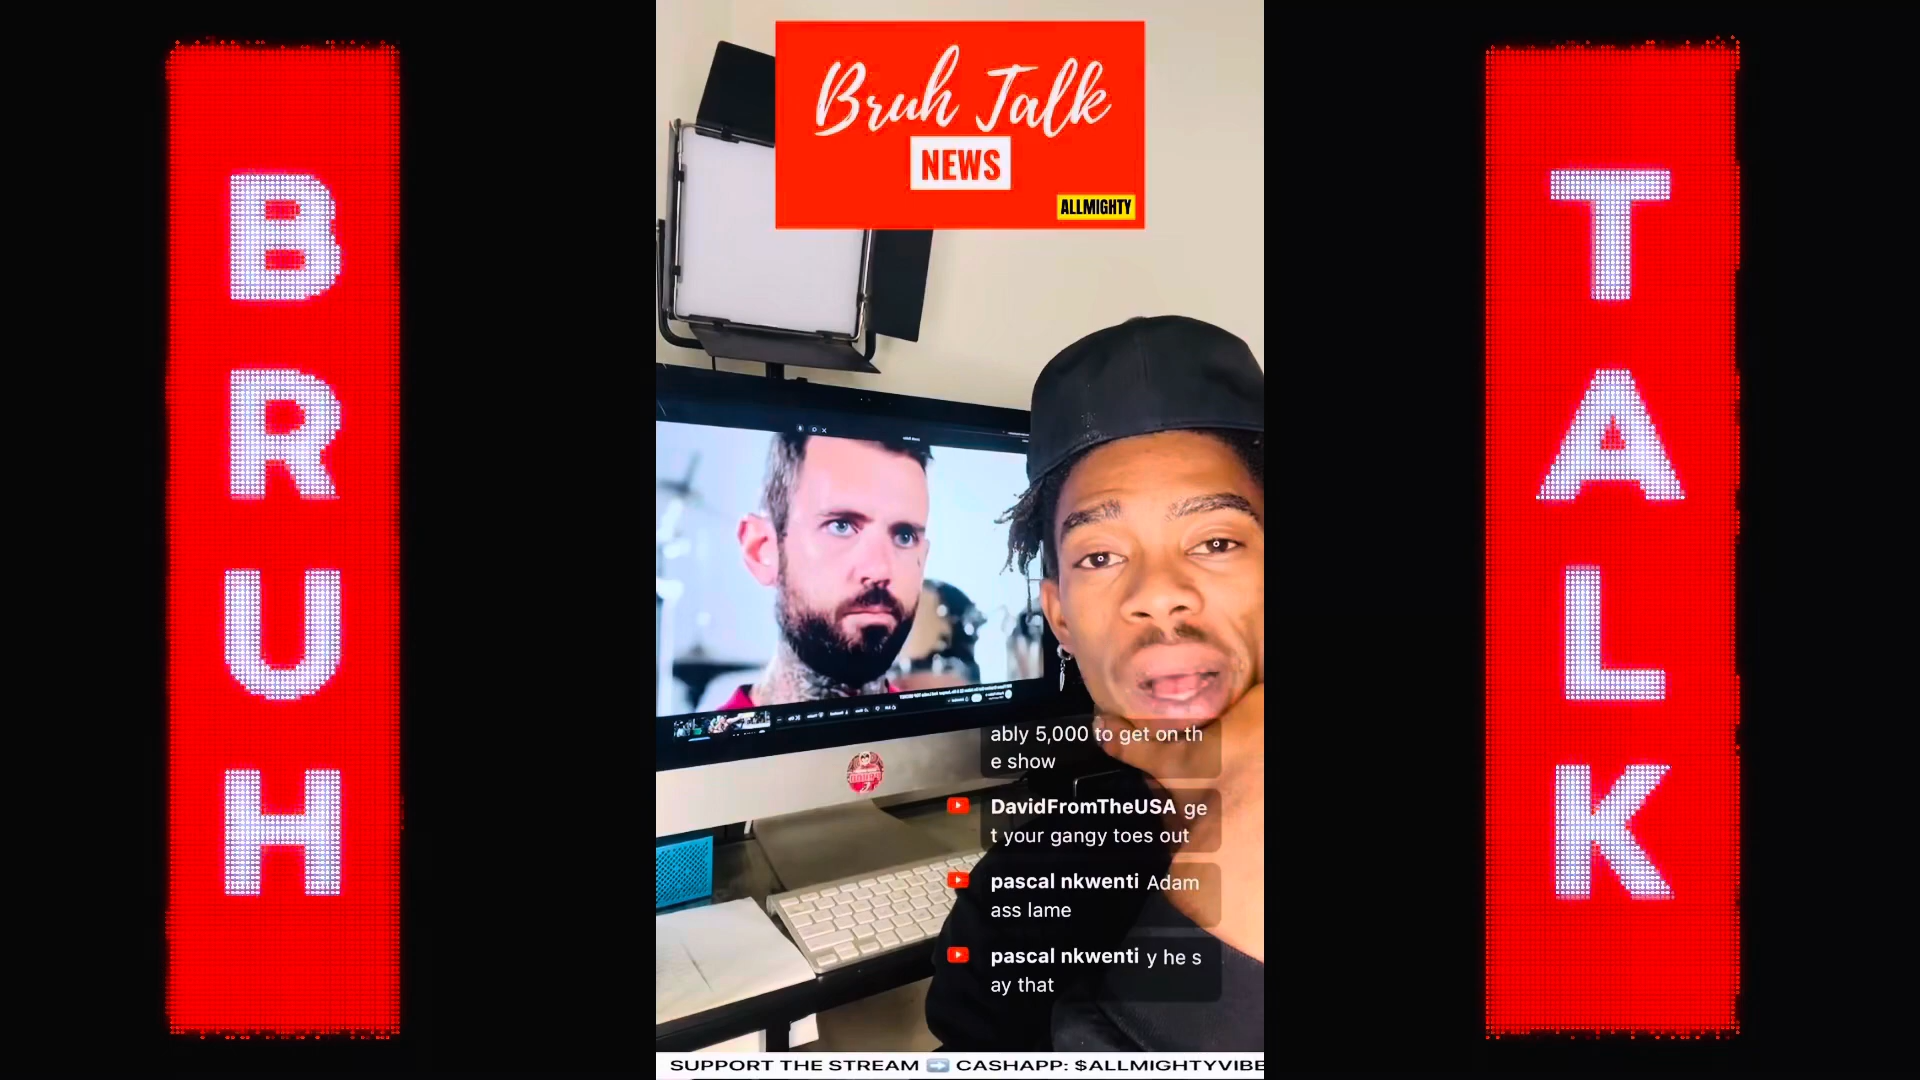 BRUH
Bruh Talk
NEWS
ALLMIGHTY
ably 5,000 to get on th
e show
DavidFromTheUSA ge
t your gangy toes out
pascal nkwenti Adam
ass lame
pascal nkwenti y he s
ay that
SUPPORT THE STREAM ➡️ CASHAPP: $ALLMIGHTYVIBE
TALK